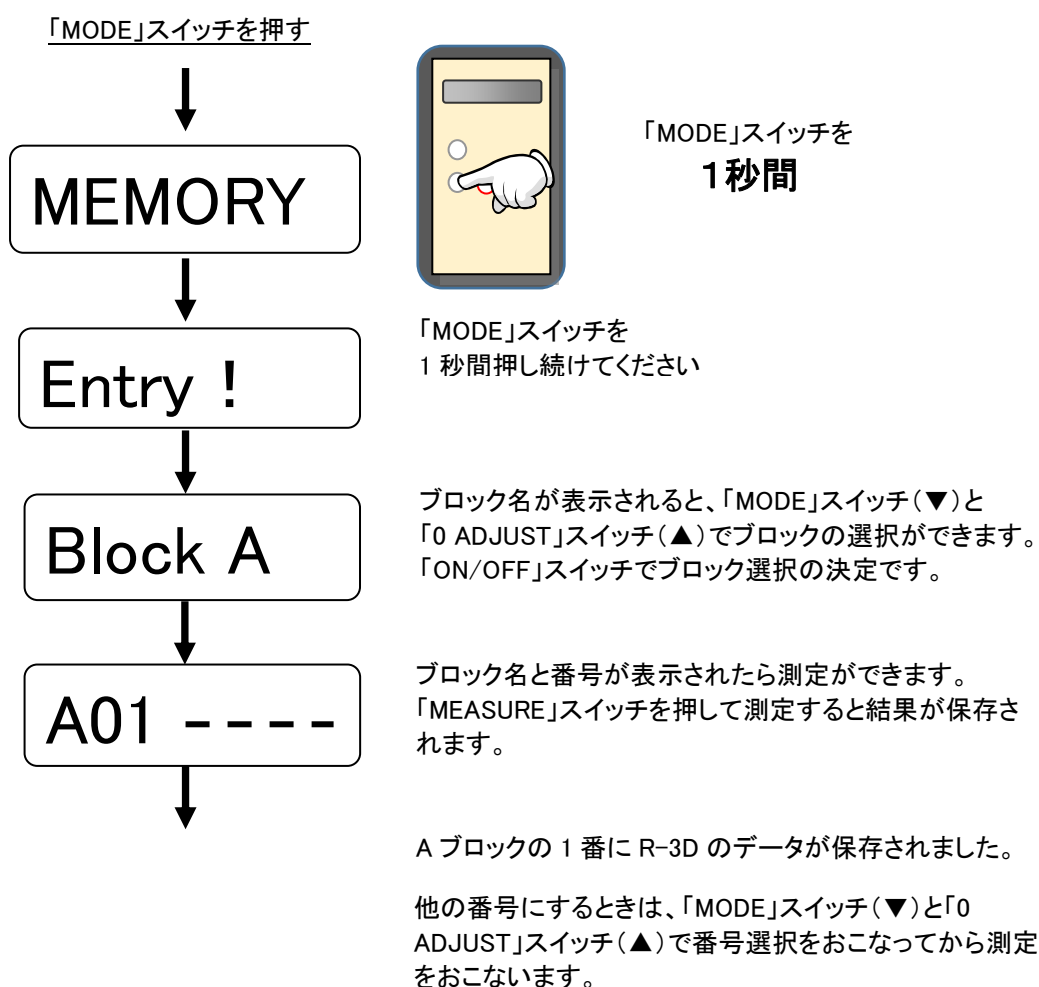 「MODE」スイッチを押す
「MODE」スイッチを
1秒間
MEMORY
「MODE」スイッチを
1 秒間押し続けてください
Entry !
ブロック名が表示されると、「MODE」スイッチ(▼)と
「0 ADJUST」スイッチ(▲)でブロックの選択ができます。
「ON/OFF」スイッチでブロック選択の決定です。
Block A
ブロック名と番号が表示されたら測定ができます。
「MEASURE」スイッチを押して測定すると結果が保存さ
れます。
A01 - - - -
A ブロックの 1 番に R-3D のデータが保存されました。
他の番号にするときは、「MODE」スイッチ(▼)と「0
ADJUST」スイッチ(▲)で番号選択をおこなってから測定
をおこないます。